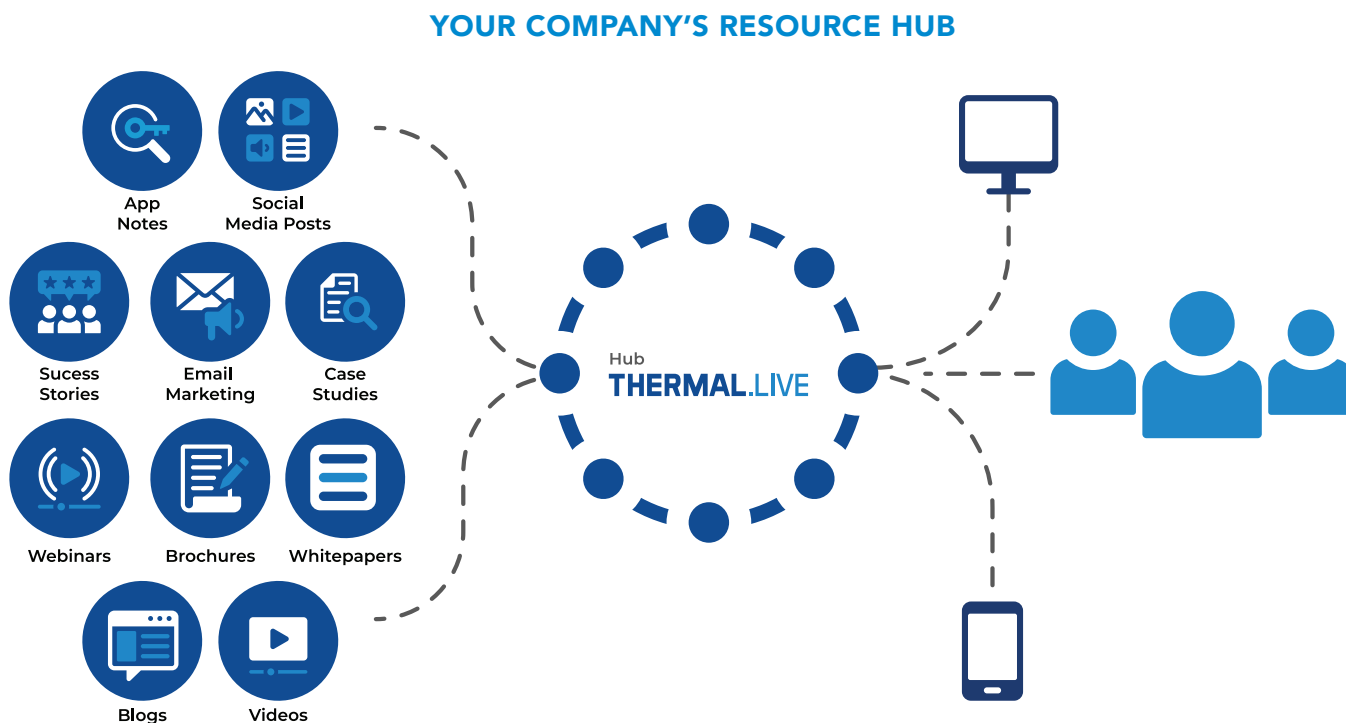 YOUR COMPANY’S RESOURCE HUB
App
Notes
Social
Media Posts
Sucess
Stories
Email
Marketing
Case
Studies
Webinars
Brochures
Whitepapers
Blogs
Videos
Hub
THERMAL.LIVE